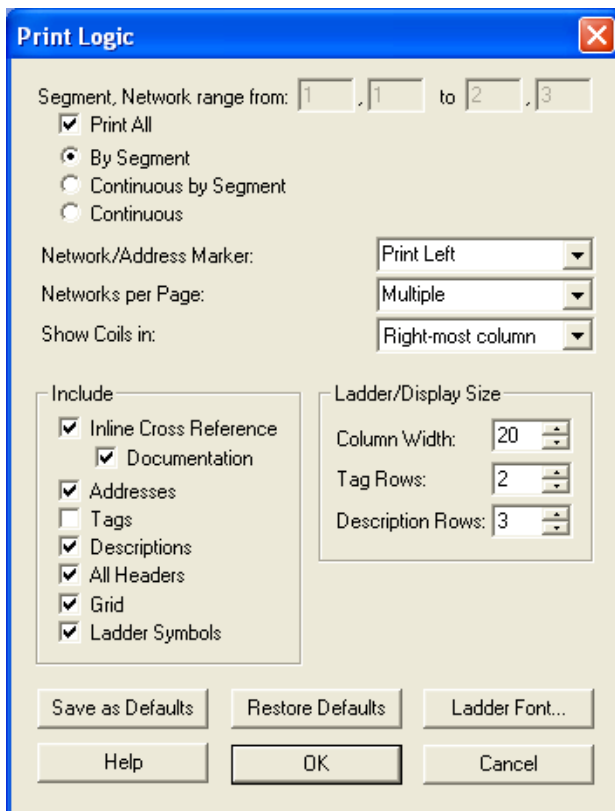 Print Logic
Segment, Network range from: 1 , 1 to 2 , 3
Print All
By Segment
Continuous by Segment
Continuous
Network/Address Marker: Print Left
Networks per Page: Multiple
Show Coils in: Right-most column
Include
Inline Cross Reference
Documentation
Addresses
Tags
Descriptions
All Headers
Grid
Ladder Symbols
Ladder/Display Size
Column Width: 20
Tag Rows: 2
Description Rows: 3
Save as Defaults Restore Defaults Ladder Font...
Help OK Cancel